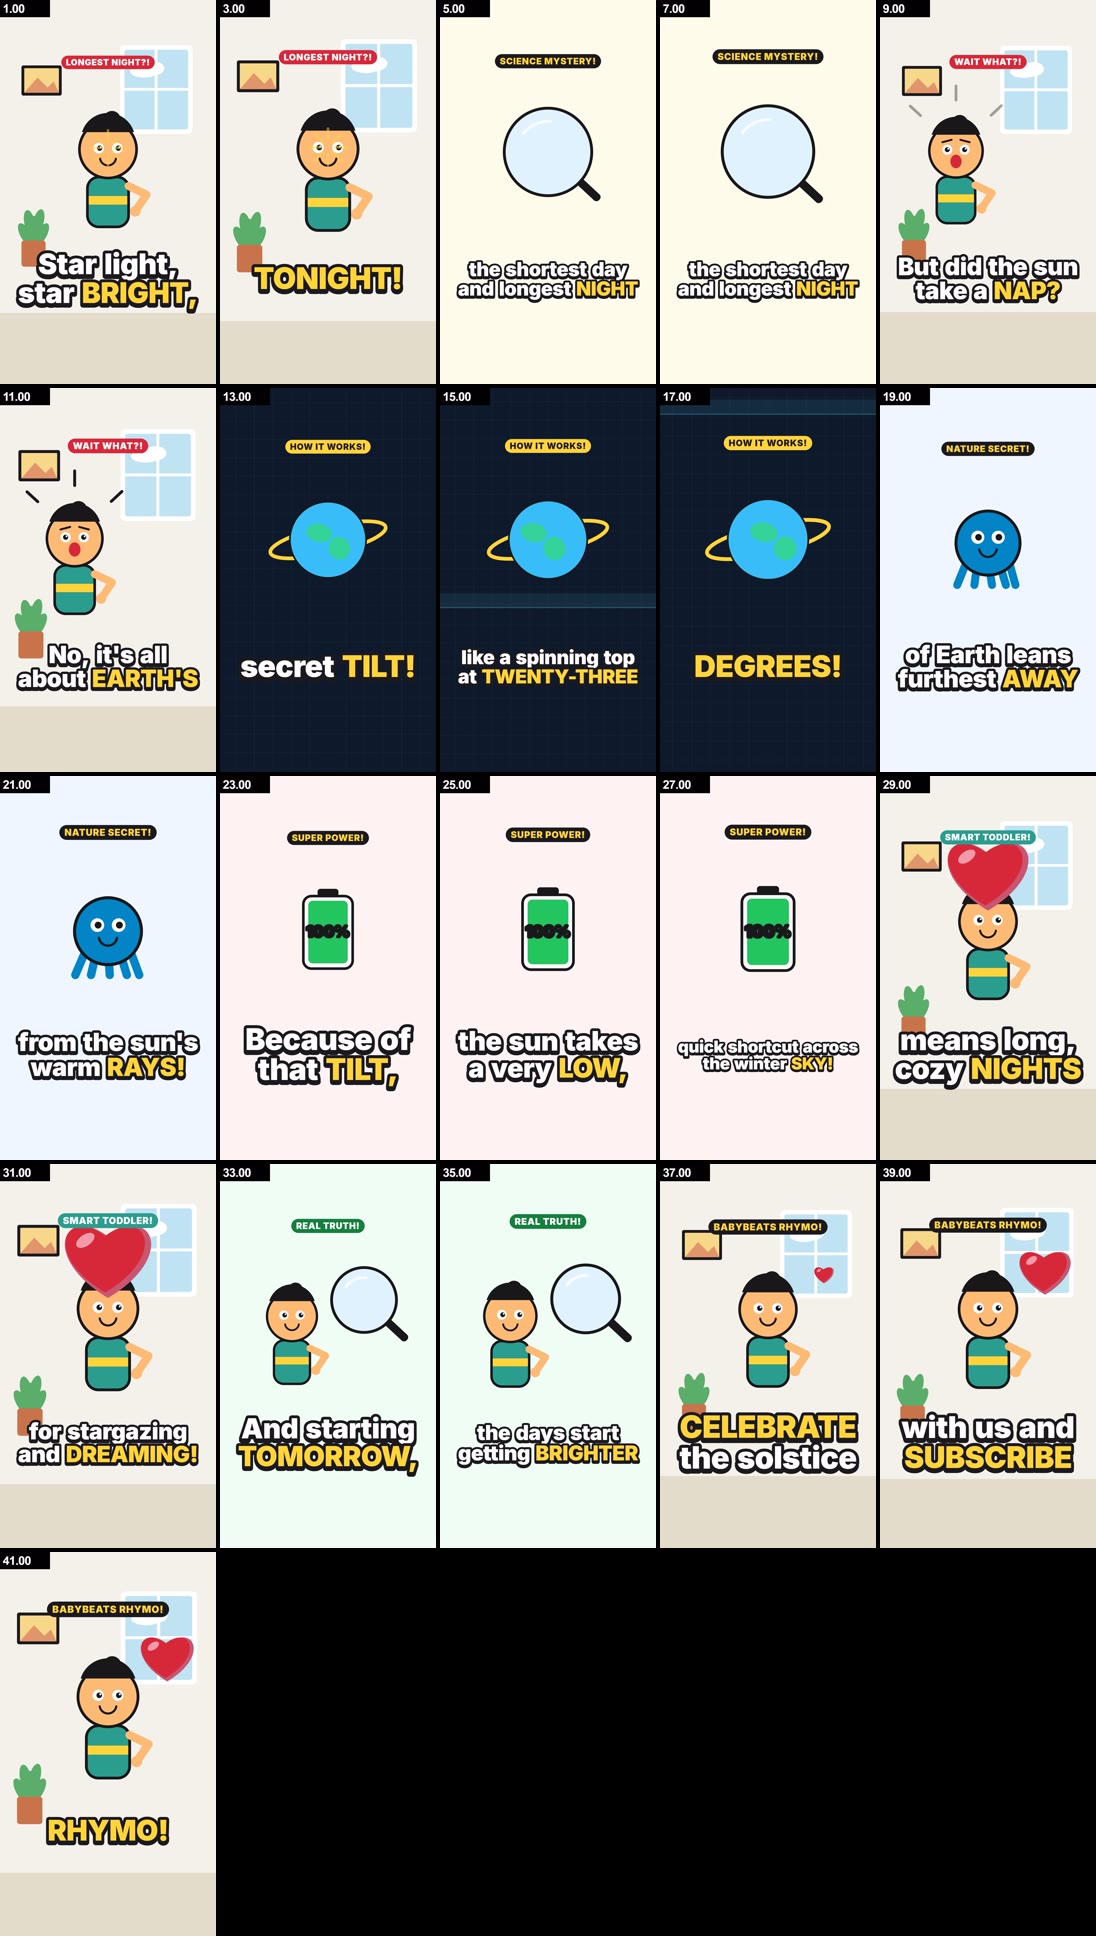 1.00
LONGEST NIGHT?!
Star light,
star BRIGHT,
3.00
LONGEST NIGHT?!
TONIGHT!
5.00
SCIENCE MYSTERY!
the shortest day
and longest NIGHT
7.00
SCIENCE MYSTERY!
the shortest day
and longest NIGHT
9.00
WAIT WHAT?!
But did the sun
take a NAP?
11.00
WAIT WHAT?!
No, it's all
about EARTH'S
13.00
HOW IT WORKS!
secret TILT!
15.00
HOW IT WORKS!
like a spinning top
at TWENTY-THREE
17.00
HOW IT WORKS!
DEGREES!
19.00
NATURE SECRET!
of Earth leans
furthest AWAY
21.00
NATURE SECRET!
from the sun's
warm RAYS!
23.00
SUPER POWER!
100%
Because of
that TILT,
25.00
SUPER POWER!
100%
the sun takes
a very LOW,
27.00
SUPER POWER!
100%
quick shortcut across
the winter SKY!
29.00
SMART TODDLER!
means long,
cozy NIGHTS
31.00
SMART TODDLER!
for stargazing
and DREAMING!
33.00
REAL TRUTH!
And starting
TOMORROW,
35.00
REAL TRUTH!
the days start
getting BRIGHTER
37.00
BABYBEATS RHYMO!
CELEBRATE
the solstice
39.00
BABYBEATS RHYMO!
with us and
SUBSCRIBE
41.00
BABYBEATS RHYMO!
RHYMO!